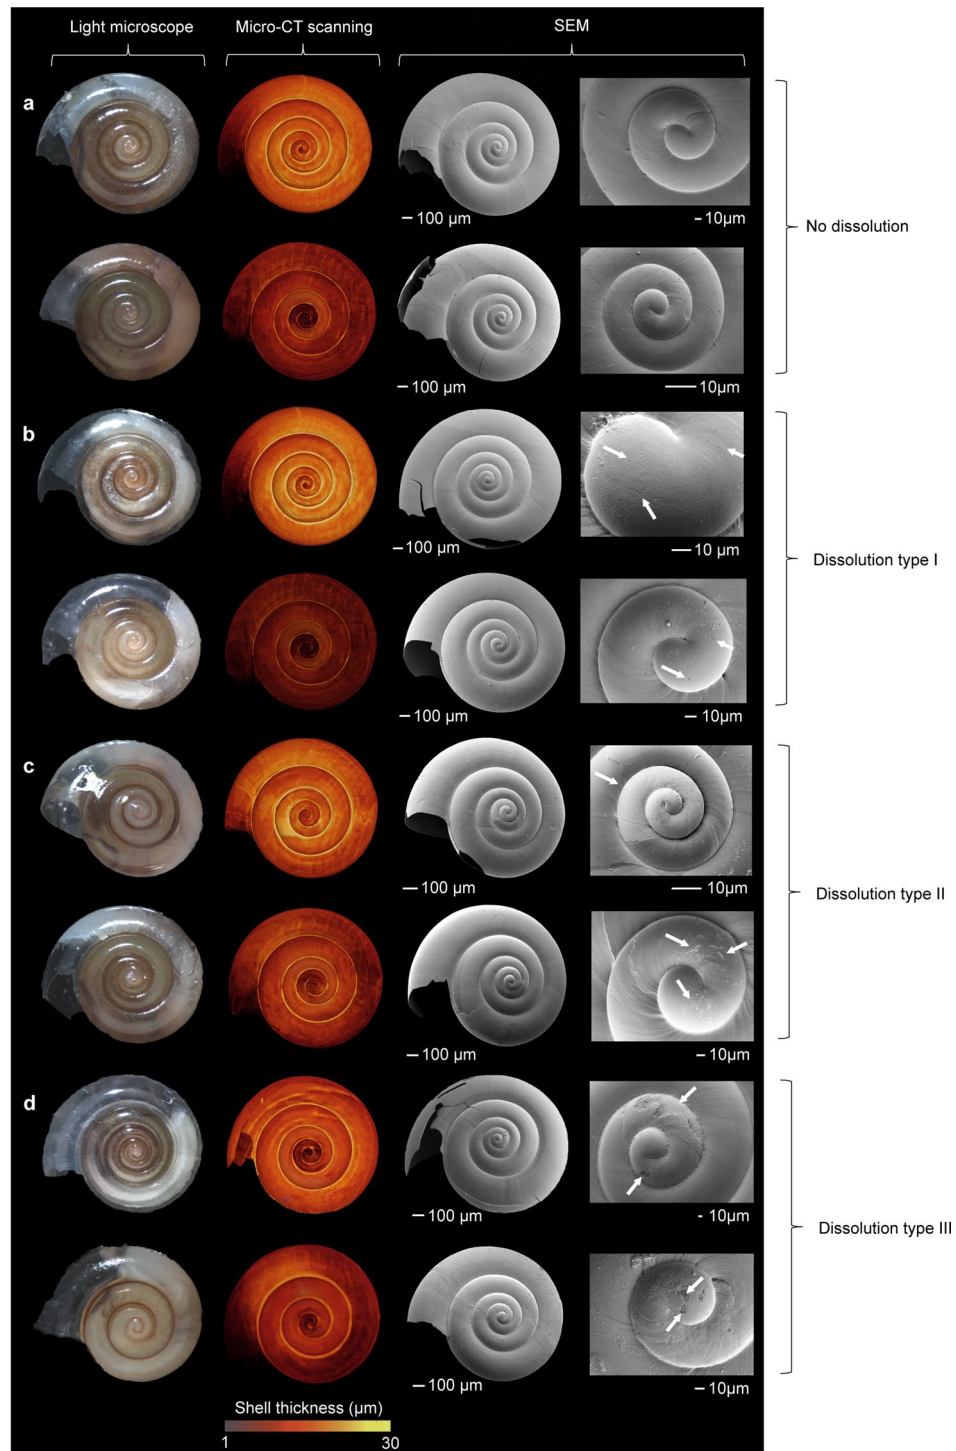 Light microscope
Micro-CT scanning
SEM
a
100 µm
10µm
No dissolution
100 µm
10µm
b
100 µm
10 µm
Dissolution type I
100 µm
10µm
c
100 µm
10µm
Dissolution type II
100 µm
10µm
d
100 µm
10µm
Dissolution type III
100 µm
10µm
Shell thickness (µm)
1
30